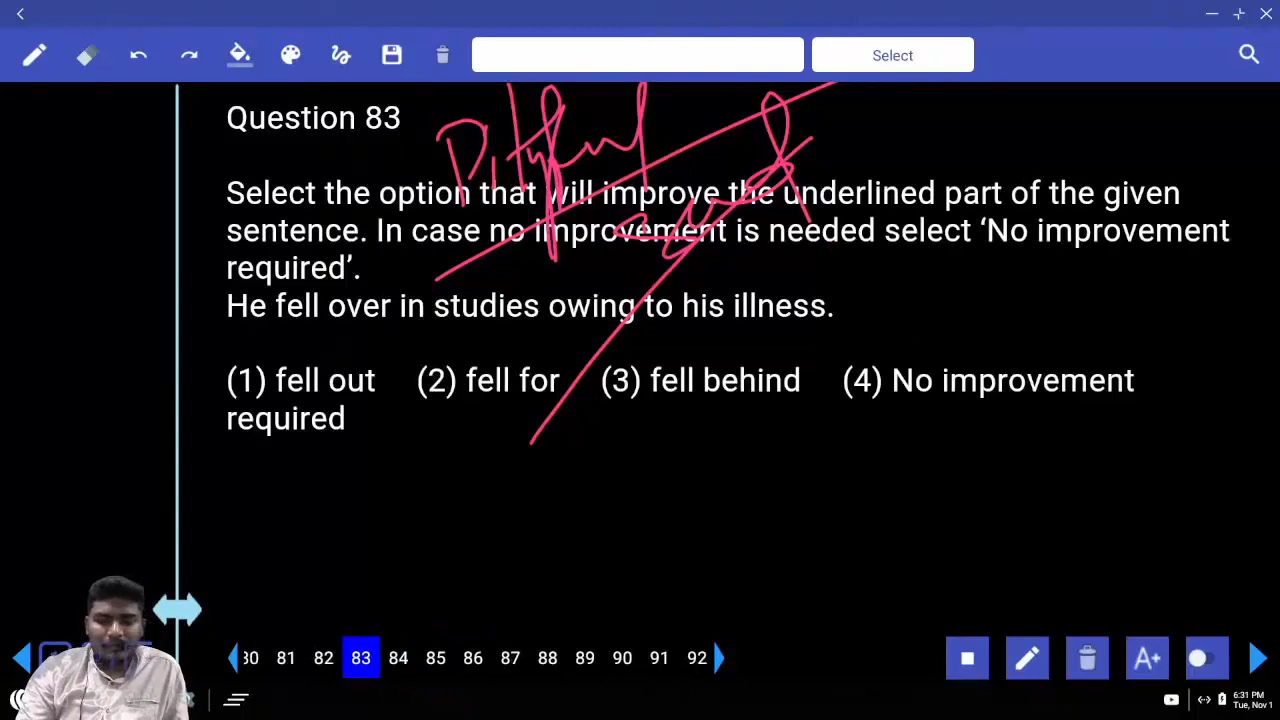 Select
Question 83
Pityful
Select the option that will improve the underlined part of the given
sentence. In case no improvement is needed select ‘No improvement
required’.
He fell over in studies owing to his illness.
(1) fell out (2) fell for (3) fell behind (4) No improvement
required
80 81 82 83 84 85 86 87 88 89 90 91 92
A+
6:31 PM
Tue, Nov 1